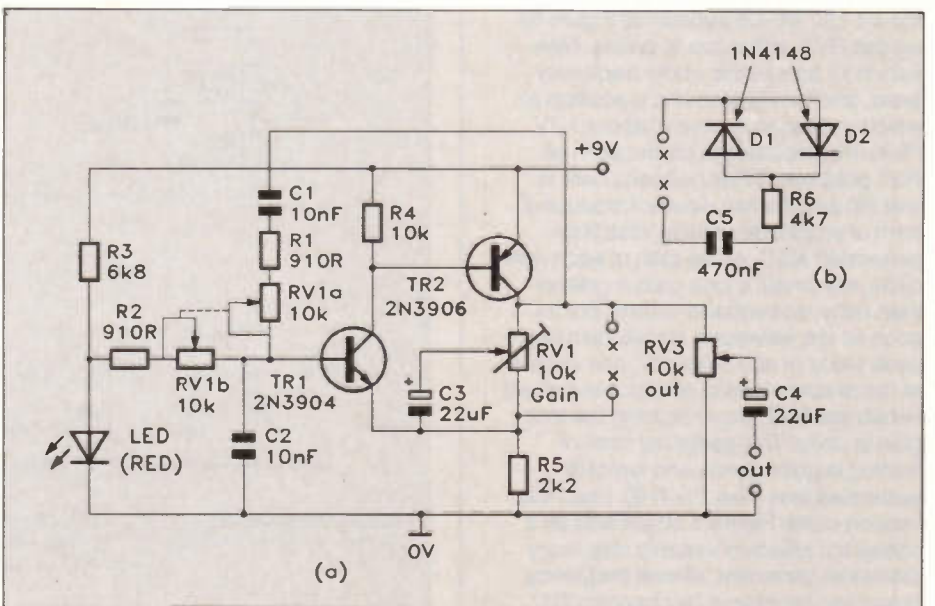 1N4148
D1
D2
x
x
R6
4k7
C5
470nF
(b)
+9V
C1
10nF
R1
910R
RV1a
10k
R4
10k
R3
6k8
R2
910R
RV1b
10k
TR2
2N3906
TR1
2N3904
RV1
10k
Gain
x
x
RV3
10k
out
C3
22uF
+
C4
22uF
+
LED
(RED)
C2
10nF
R5
2k2
out
0V
(a)